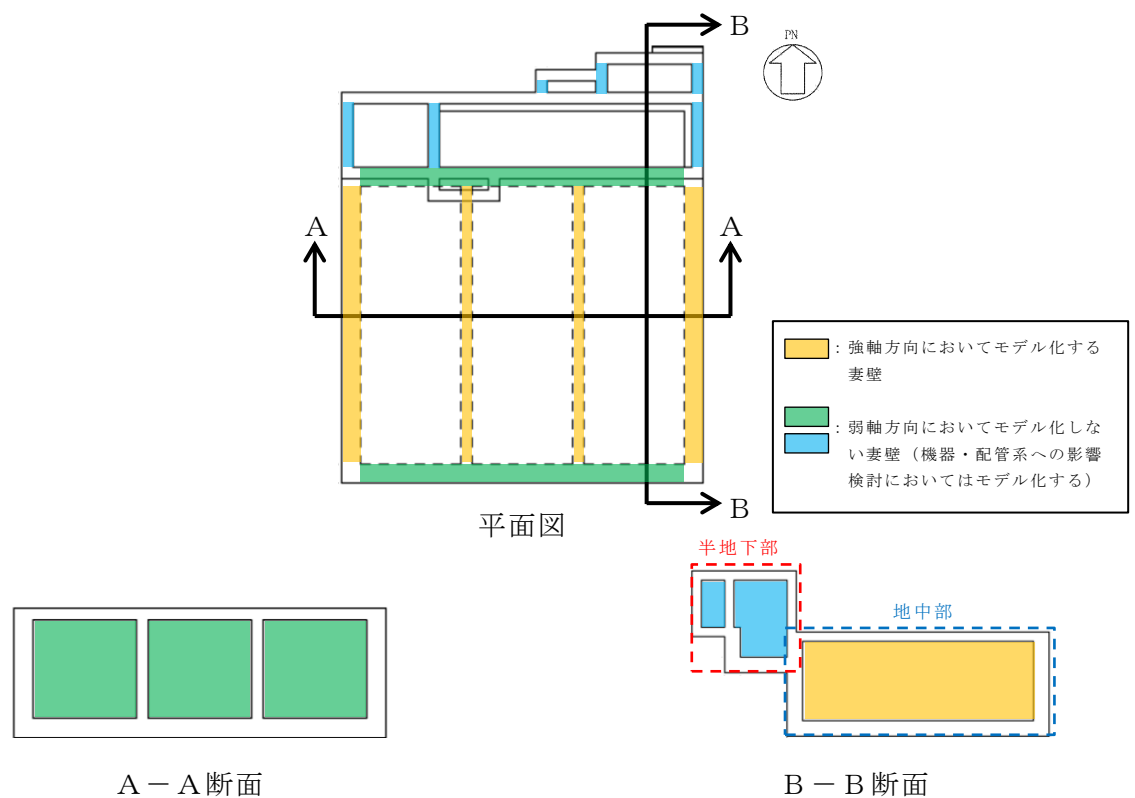 B
PN
A
A
：強軸方向においてモデル化する
妻壁
：弱軸方向においてモデル化しな
い妻壁（機器・配管系への影響
検討においてはモデル化する）
B
平面図
半地下部
地中部
A－A断面
B－B断面